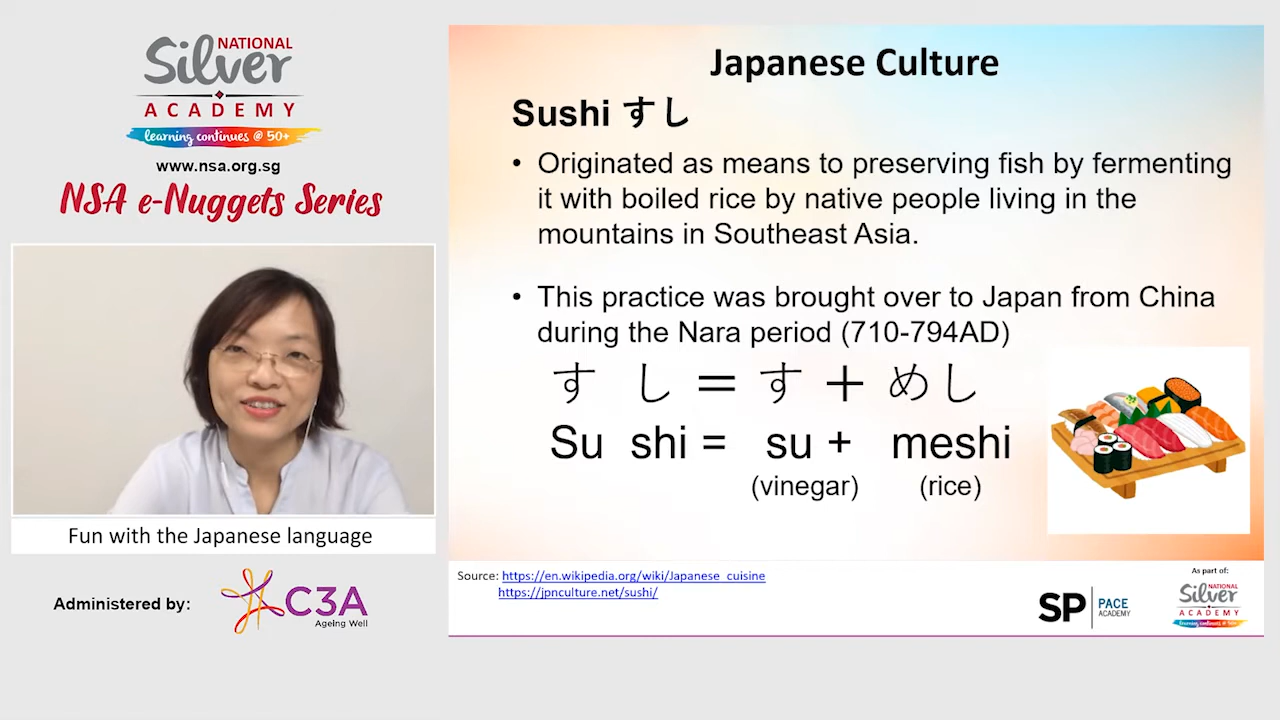 NATIONAL
Silver
ACADEMY
learning continues @ 50+
www.nsa.org.sg
NSA e-Nuggets Series
Fun with the Japanese language
Administered by:
C3A
Ageing Well
Japanese Culture
Sushi すし
• Originated as means to preserving fish by fermenting
it with boiled rice by native people living in the
mountains in Southeast Asia.
• This practice was brought over to Japan from China
during the Nara period (710-794AD)
す し = す + めし
Su shi = su + meshi
(vinegar) (rice)
Source: https://en.wikipedia.org/wiki/Japanese_cuisine
https://jpnculture.net/sushi/
SP PACE
ACADEMY
As part of:
NATIONAL
Silver
ACADEMY
learning continues @ 50+